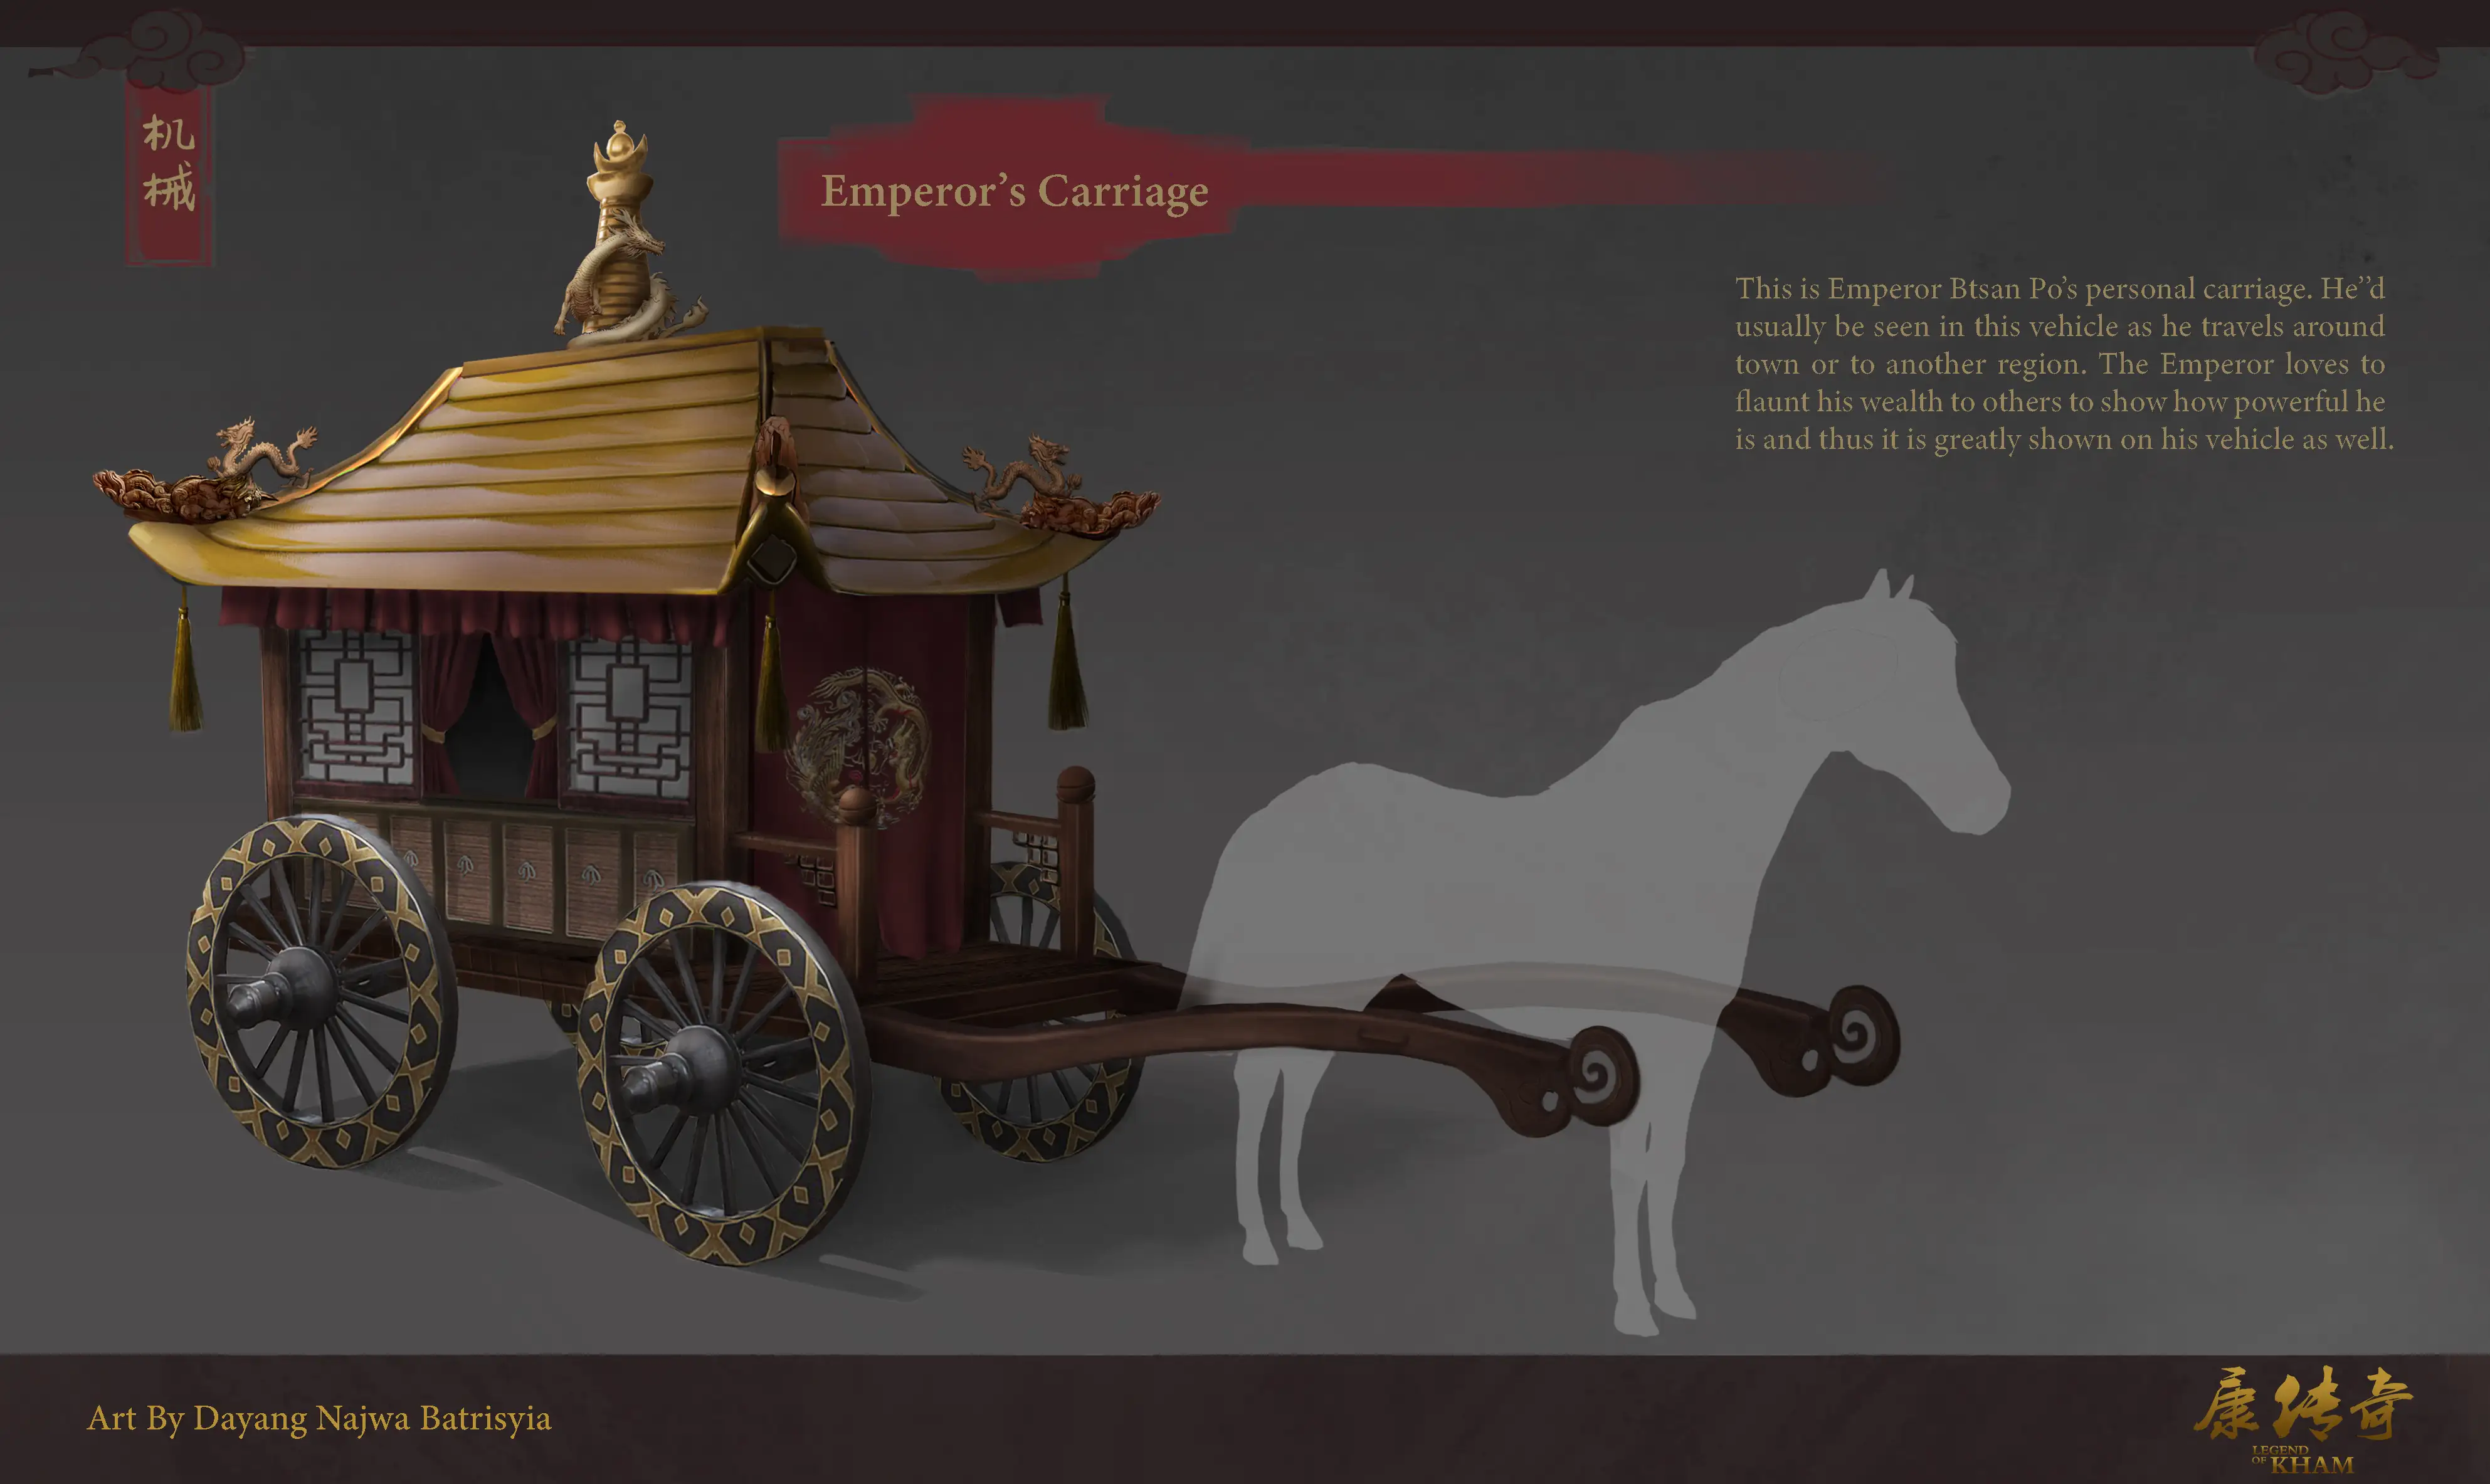 机械
Emperor’s Carriage
This is Emperor Btsan Po’s personal carriage. He’’d
usually be seen in this vehicle as he travels around
town or to another region. The Emperor loves to
flaunt his wealth to others to show how powerful he
is and thus it is greatly shown on his vehicle as well.
Art By Dayang Najwa Batrisyia
康传奇
LEGEND
OF KHAM